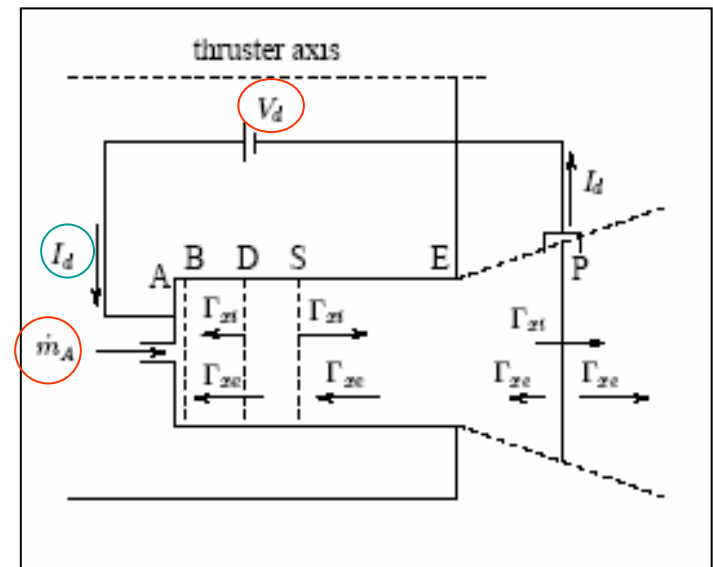 thruster axis
V_d
I_d
I_d
A B D S E P
Γ_xi Γ_xi
Γ_xi
ṁ_A
Γ_xe Γ_xe Γ_xe Γ_xe